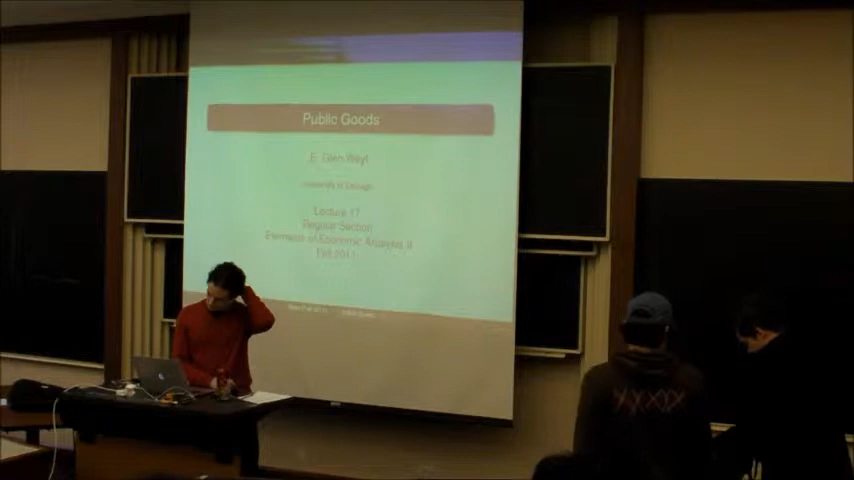 Public Goods
E. Glen Weyl
University of Chicago
Lecture 17
Regular Section
Elements of Economic Analysis II
Fall 2011